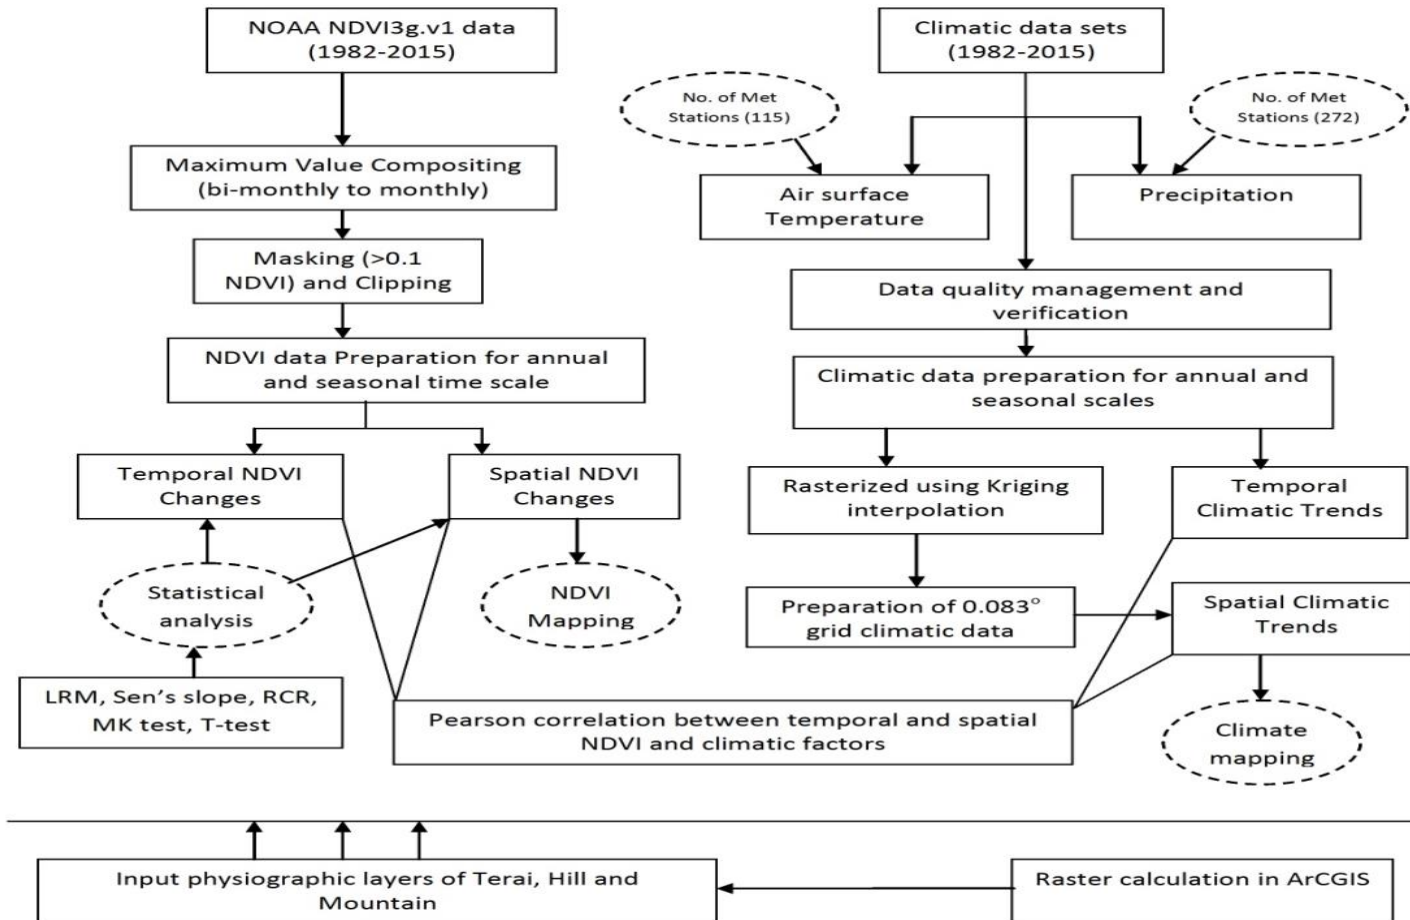 NOAA NDVI3g.v1 data
(1982-2015)
Climatic data sets
(1982-2015)
No. of Met
Stations (115)
No. of Met
Stations (272)
Maximum Value Compositing
(bi-monthly to monthly)
Air surface
Temperature
Precipitation
Masking (>0.1
NDVI) and Clipping
Data quality management and
verification
NDVI data Preparation for annual
and seasonal time scale
Climatic data preparation for annual and
seasonal scales
Temporal NDVI
Changes
Spatial NDVI
Changes
Rasterized using Kriging
interpolation
Temporal
Climatic Trends
Statistical
analysis
NDVI
Mapping
Preparation of 0.083°
grid climatic data
Spatial Climatic
Trends
LRM, Sen's slope, RCR,
MK test, T-test
Pearson correlation between temporal and spatial
NDVI and climatic factors
Climate
mapping
Input physiographic layers of Terai, Hill and
Mountain
Raster calculation in ArCGIS